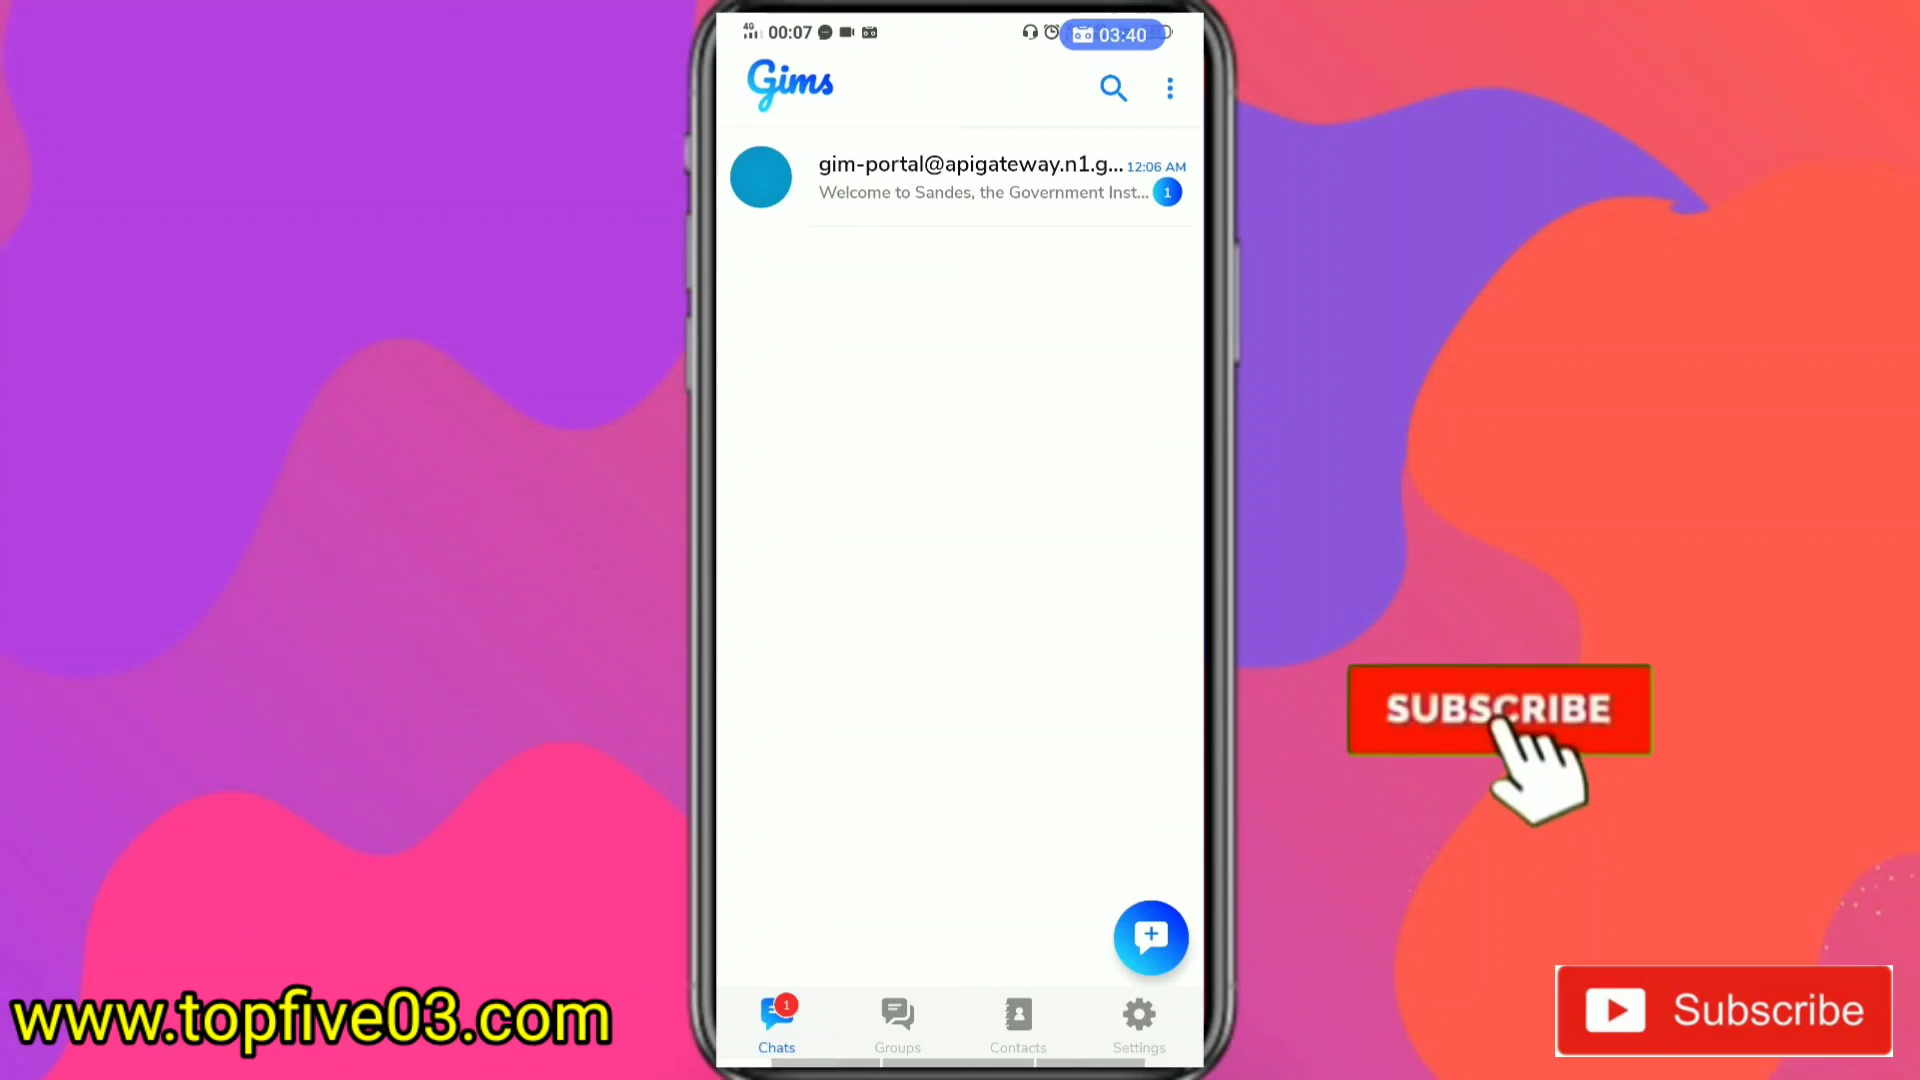 4G 00:07 03:40
Gims
gim-portal@apigateway.n1.g... 12:06 AM
Welcome to Sandes, the Government Inst... 1
SUBSCRIBE
1
Chats Groups Contacts Settings
www.topfive03.com
Subscribe